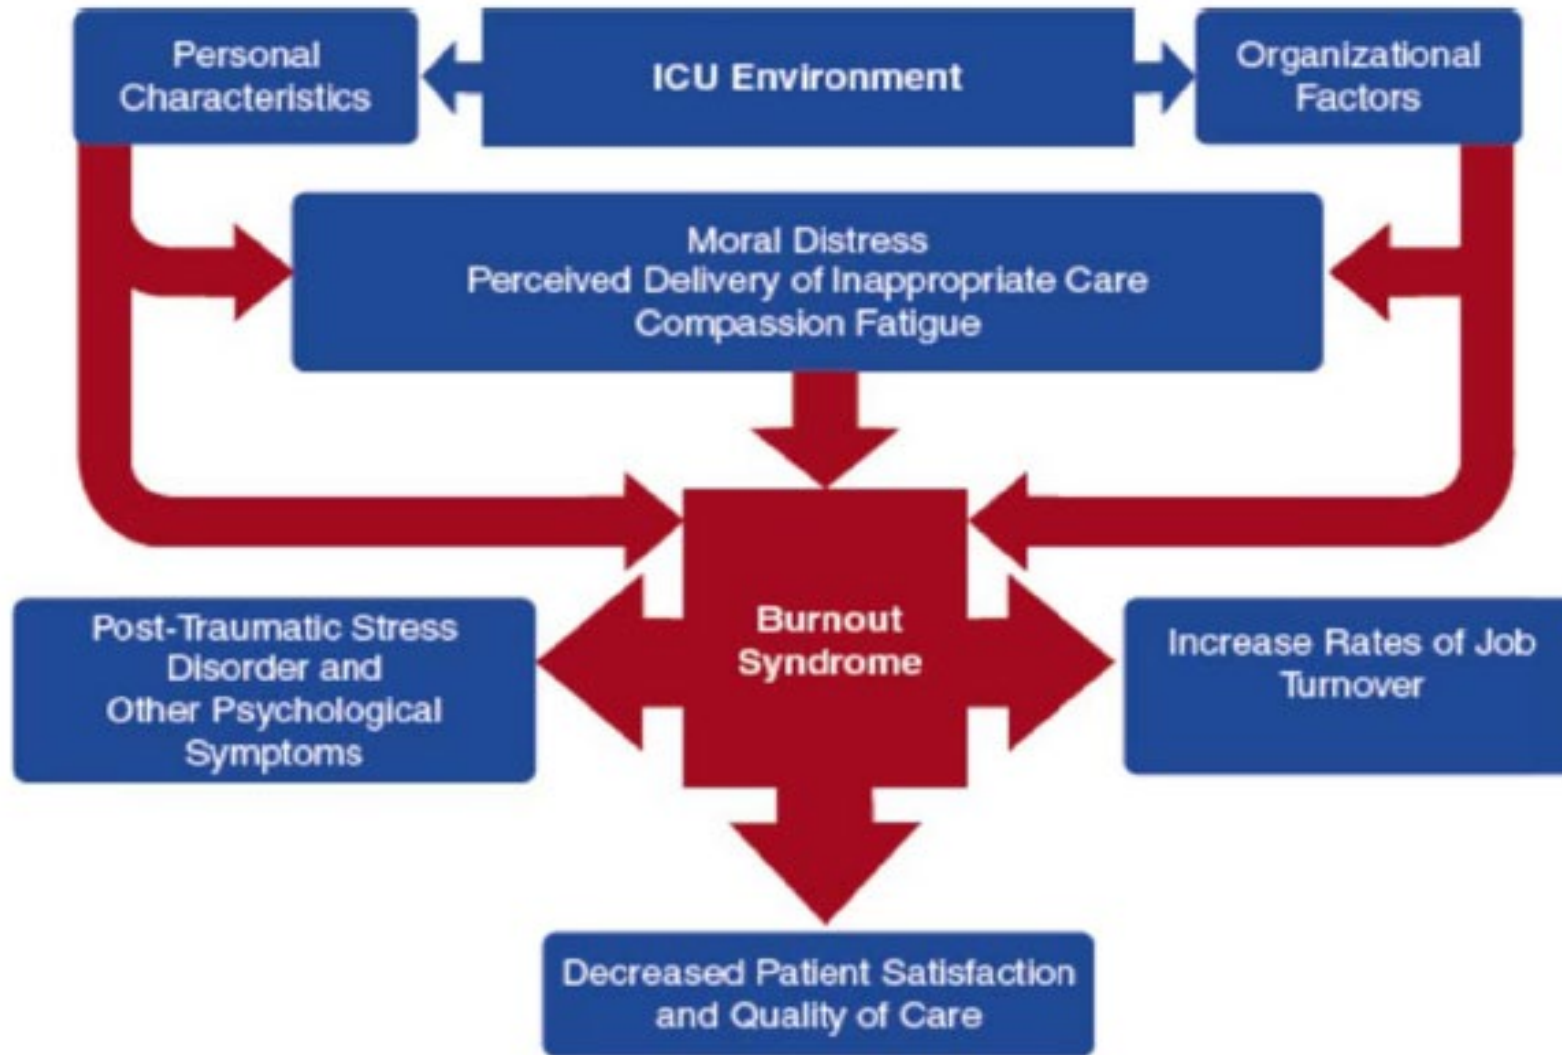 Personal
Characteristics
ICU Environment
Organizational
Factors
Moral Distress
Perceived Delivery of Inappropriate Care
Compassion Fatigue
Burnout
Syndrome
Post-Traumatic Stress
Disorder and
Other Psychological
Symptoms
Increase Rates of Job
Turnover
Decreased Patient Satisfaction
and Quality of Care